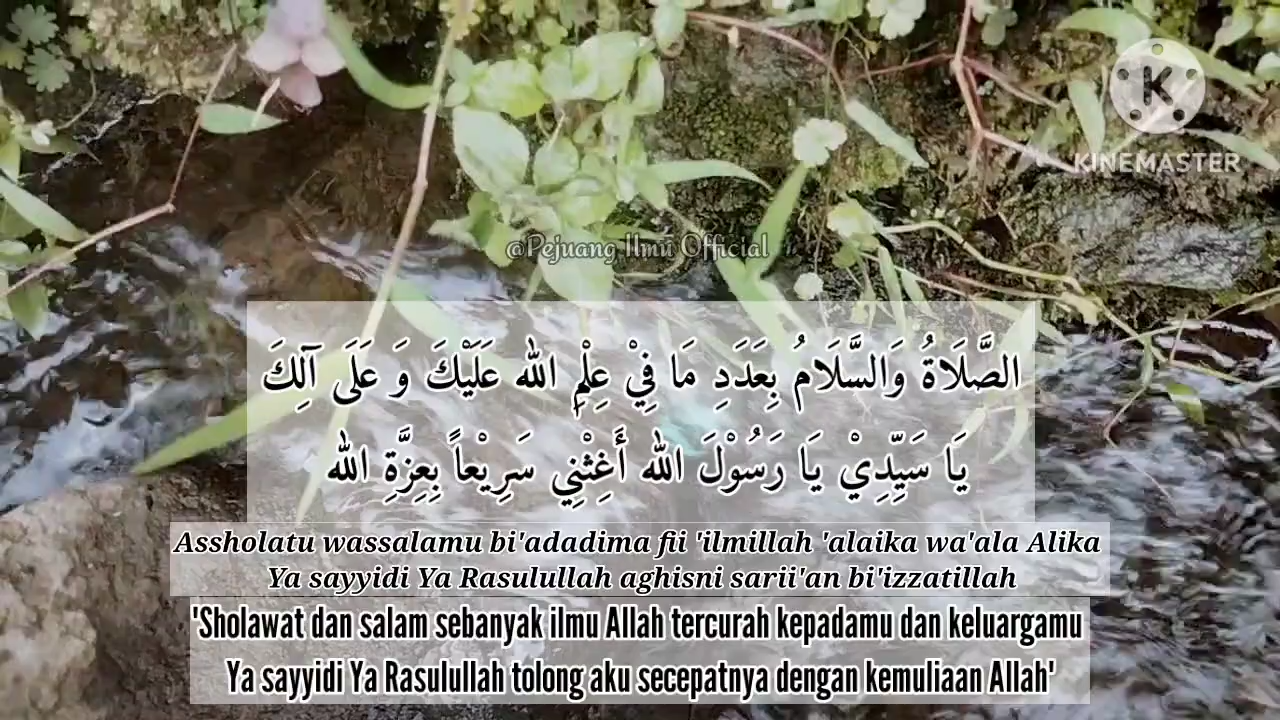 K
KINEMASTER
@Pejuang Ilmu Official
الصَّلَاةُ وَالسَّلَامُ بِعَدَدِ مَا فِيْ عِلْمِ الله عَلَيْكَ وَ عَلَى آلِكَ
يَا سَيِّدِيْ يَا رَسُوْلَ الله أَغِثْنِي سَرِيْعاً بِعِزَّةِ الله
Assholatu wassalamu bi'adadima fii 'ilmillah 'alaika wa'ala Alika
Ya sayyidi Ya Rasulullah aghisni sarii'an bi'izzatillah
'Sholawat dan salam sebanyak ilmu Allah tercurah kepadamu dan keluargamu
Ya sayyidi Ya Rasulullah tolong aku secepatnya dengan kemuliaan Allah'